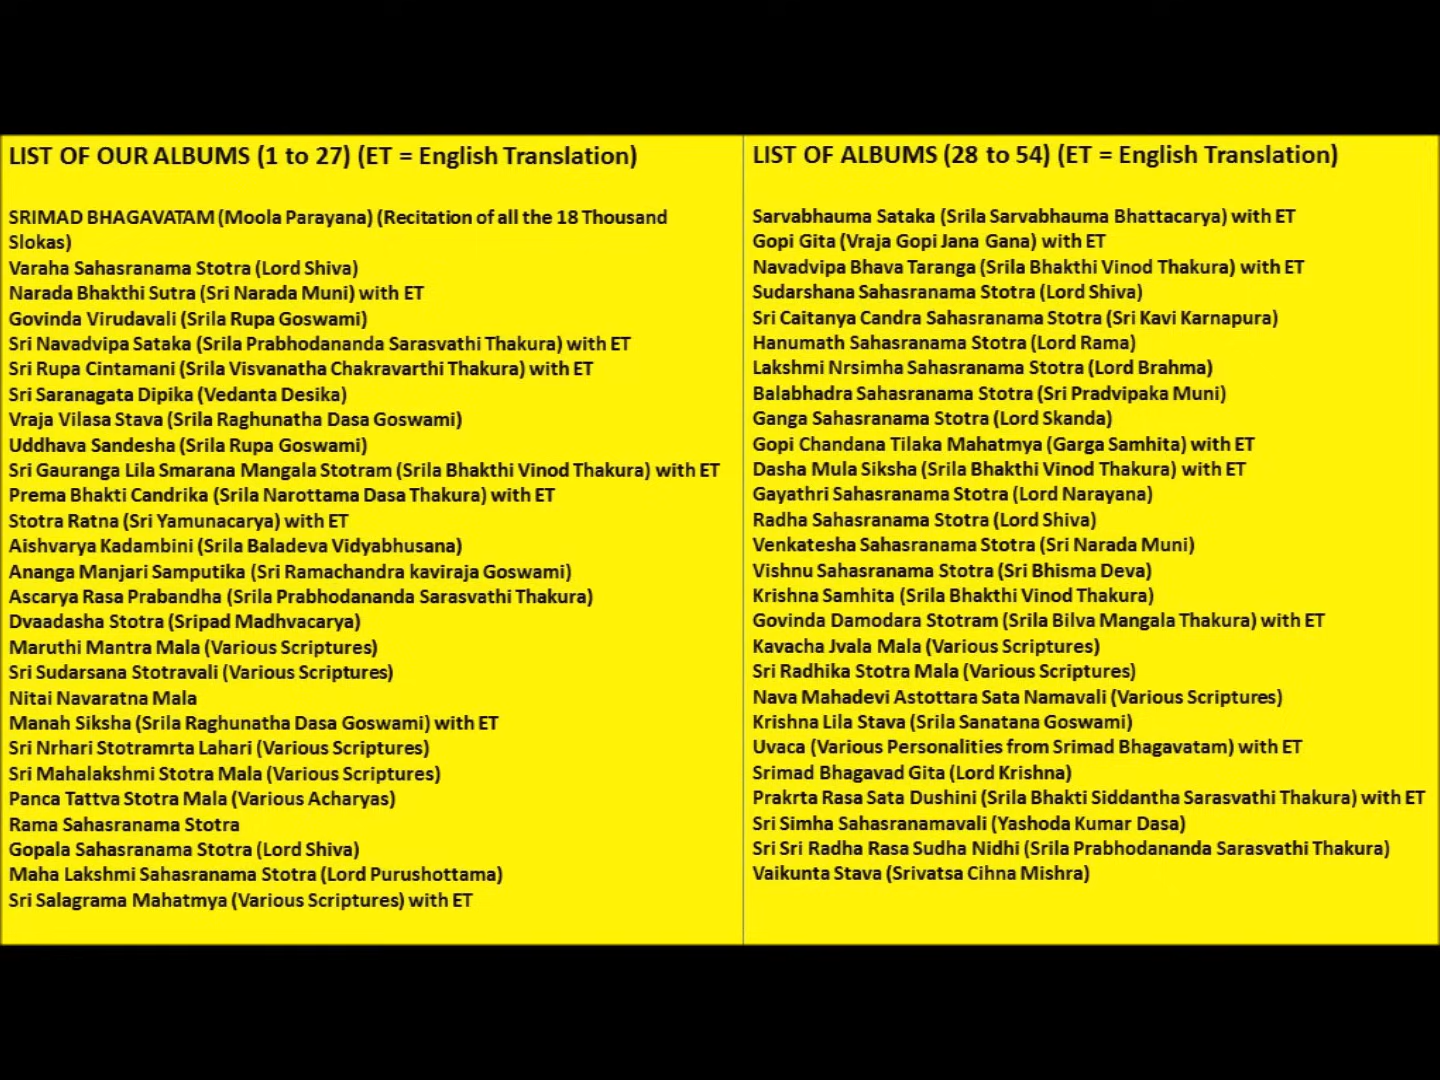 LIST OF OUR ALBUMS (1 to 27) (ET = English Translation)
SRIMAD BHAGAVATAM (Moola Parayana) (Recitation of all the 18 Thousand
Slokas)
Varaha Sahasranama Stotra (Lord Shiva)
Narada Bhakthi Sutra (Sri Narada Muni) with ET
Govinda Virudavali (Srila Rupa Goswami)
Sri Navadvipa Sataka (Srila Prabhodananda Sarasvathi Thakura) with ET
Sri Rupa Cintamani (Srila Visvanatha Chakravarthi Thakura) with ET
Sri Saranagata Dipika (Vedanta Desika)
Vraja Vilasa Stava (Srila Raghunatha Dasa Goswami)
Uddhava Sandesha (Srila Rupa Goswami)
Sri Gauranga Lila Smarana Mangala Stotram (Srila Bhakthi Vinod Thakura) with ET
Prema Bhakti Candrika (Srila Narottama Dasa Thakura) with ET
Stotra Ratna (Sri Yamunacarya) with ET
Aishvarya Kadambini (Srila Baladeva Vidyabhusana)
Ananga Manjari Samputika (Sri Ramachandra kaviraja Goswami)
Ascarya Rasa Prabandha (Srila Prabhodananda Sarasvathi Thakura)
Dvaadasha Stotra (Sripad Madhvacarya)
Maruthi Mantra Mala (Various Scriptures)
Sri Sudarsana Stotravali (Various Scriptures)
Nitai Navaratna Mala
Manah Siksha (Srila Raghunatha Dasa Goswami) with ET
Sri Nrhari Stotramrta Lahari (Various Scriptures)
Sri Mahalakshmi Stotra Mala (Various Scriptures)
Panca Tattva Stotra Mala (Various Acharyas)
Rama Sahasranama Stotra
Gopala Sahasranama Stotra (Lord Shiva)
Maha Lakshmi Sahasranama Stotra (Lord Purushottama)
Sri Salagrama Mahatmya (Various Scriptures) with ET
LIST OF ALBUMS (28 to 54) (ET = English Translation)
Sarvabhauma Sataka (Srila Sarvabhauma Bhattacarya) with ET
Gopi Gita (Vraja Gopi Jana Gana) with ET
Navadvipa Bhava Taranga (Srila Bhakthi Vinod Thakura) with ET
Sudarshana Sahasranama Stotra (Lord Shiva)
Sri Caitanya Candra Sahasranama Stotra (Sri Kavi Karnapura)
Hanumath Sahasranama Stotra (Lord Rama)
Lakshmi Nrsimha Sahasranama Stotra (Lord Brahma)
Balabhadra Sahasranama Stotra (Sri Pradvipaka Muni)
Ganga Sahasranama Stotra (Lord Skanda)
Gopi Chandana Tilaka Mahatmya (Garga Samhita) with ET
Dasha Mula Siksha (Srila Bhakthi Vinod Thakura) with ET
Gayathri Sahasranama Stotra (Lord Narayana)
Radha Sahasranama Stotra (Lord Shiva)
Venkatesha Sahasranama Stotra (Sri Narada Muni)
Vishnu Sahasranama Stotra (Sri Bhisma Deva)
Krishna Samhita (Srila Bhakthi Vinod Thakura)
Govinda Damodara Stotram (Srila Bilva Mangala Thakura) with ET
Kavacha Jvala Mala (Various Scriptures)
Sri Radhika Stotra Mala (Various Scriptures)
Nava Mahadevi Astottara Sata Namavali (Various Scriptures)
Krishna Lila Stava (Srila Sanatana Goswami)
Uvaca (Various Personalities from Srimad Bhagavatam) with ET
Srimad Bhagavad Gita (Lord Krishna)
Prakrta Rasa Sata Dushini (Srila Bhakti Siddantha Sarasvathi Thakura) with ET
Sri Simha Sahasranamavali (Yashoda Kumar Dasa)
Sri Sri Radha Rasa Sudha Nidhi (Srila Prabhodananda Sarasvathi Thakura)
Vaikunta Stava (Srivatsa Cihna Mishra)